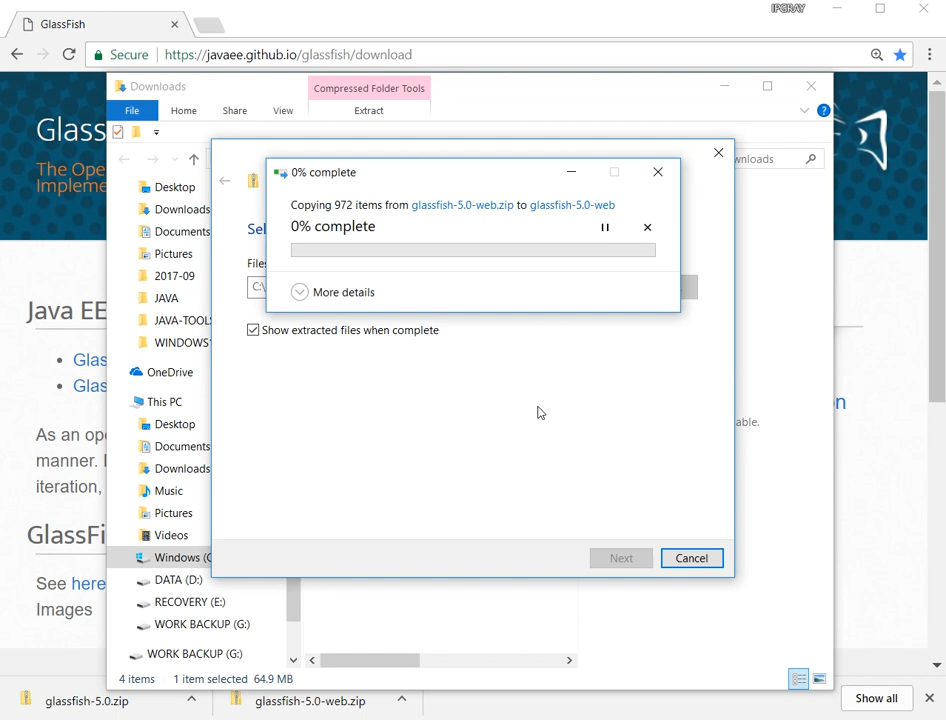 IPCRAY
GlassFish
Secure
https://javaee.github.io/glassfish/download
Downloads
Compressed Folder Tools
File
Home
Share
View
Extract
0% complete
Copying 972 items from glassfish-5.0-web.zip to glassfish-5.0-web
0% complete
More details
Show extracted files when complete
Next
Cancel
Desktop
Downloads
Documents
Pictures
2017-09
JAVA
JAVA-TOOLS
WINDOWS
OneDrive
This PC
Desktop
Documents
Downloads
Music
Pictures
Videos
Windows (C
DATA (D:)
RECOVERY (E:)
WORK BACKUP (G:)
WORK BACKUP (G:)
4 items
1 item selected 64.9 MB
Glass
The Ope
Impleme
Java EE
Glas
Glas
As an ope
manner.
iteration,
GlassFi
See here
Images
Sel
Files
C:\
wnloads
able.
on
glassfish-5.0.zip
glassfish-5.0-web.zip
Show all